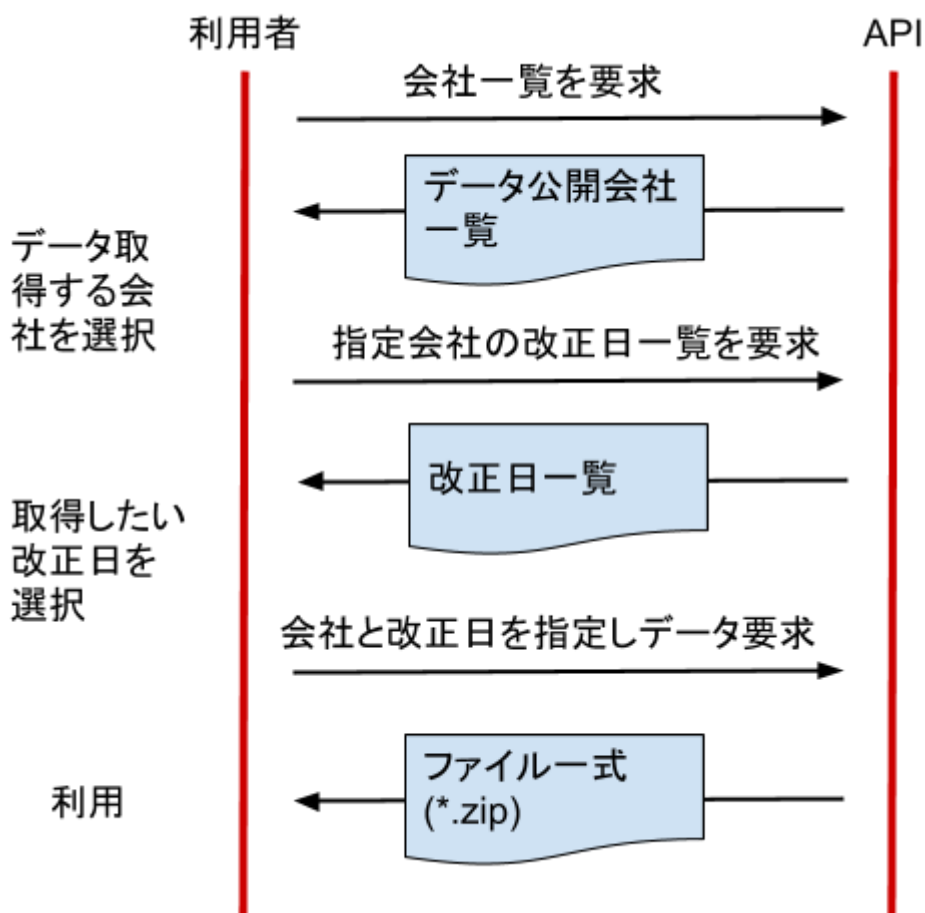 利用者
API
会社一覧を要求
データ公開会社
一覧
データ取
得する会
社を選択
指定会社の改正日一覧を要求
改正日一覧
取得したい
改正日を
選択
会社と改正日を指定しデータ要求
ファイル一式
(*.zip)
利用